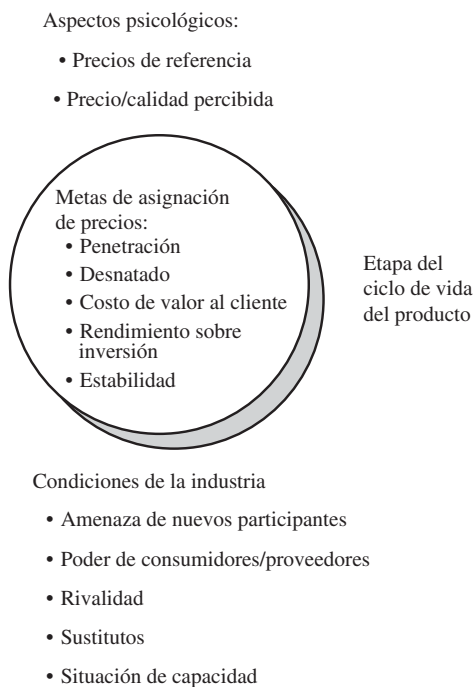 Aspectos psicológicos:
• Precios de referencia
• Precio/calidad percibida
Metas de asignación
de precios:
• Penetración
• Desnatado
• Costo de valor al cliente
• Rendimiento sobre
inversión
• Estabilidad
Etapa del
ciclo de vida
del producto
Condiciones de la industria
• Amenaza de nuevos participantes
• Poder de consumidores/proveedores
• Rivalidad
• Sustitutos
• Situación de capacidad